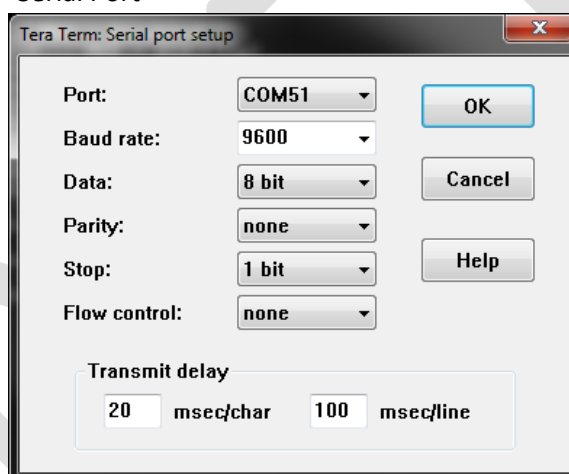 Serial Port
Tera Term: Serial port setup
Port: COM51
OK
Baud rate: 9600
Data: 8 bit
Cancel
Parity: none
Stop: 1 bit
Help
Flow control: none
Transmit delay
20 msec/char 100 msec/line